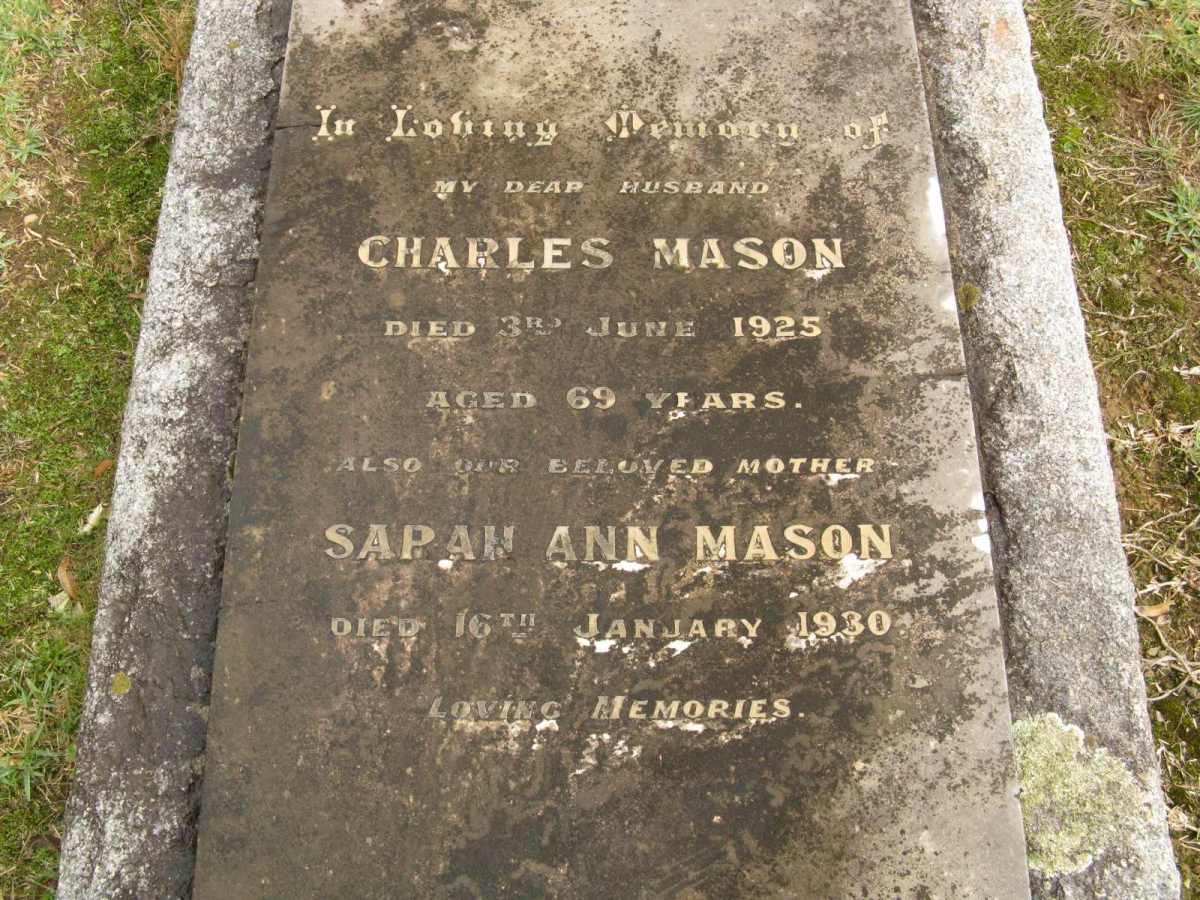 In Loving Memory of
MY DEAR HUSBAND
CHARLES MASON
DIED 3RD JUNE 1925
AGED 69 YEARS.
ALSO OUR BELOVED MOTHER
SARAH ANN MASON
DIED 16TH JANUARY 1930
LOVING MEMORIES.